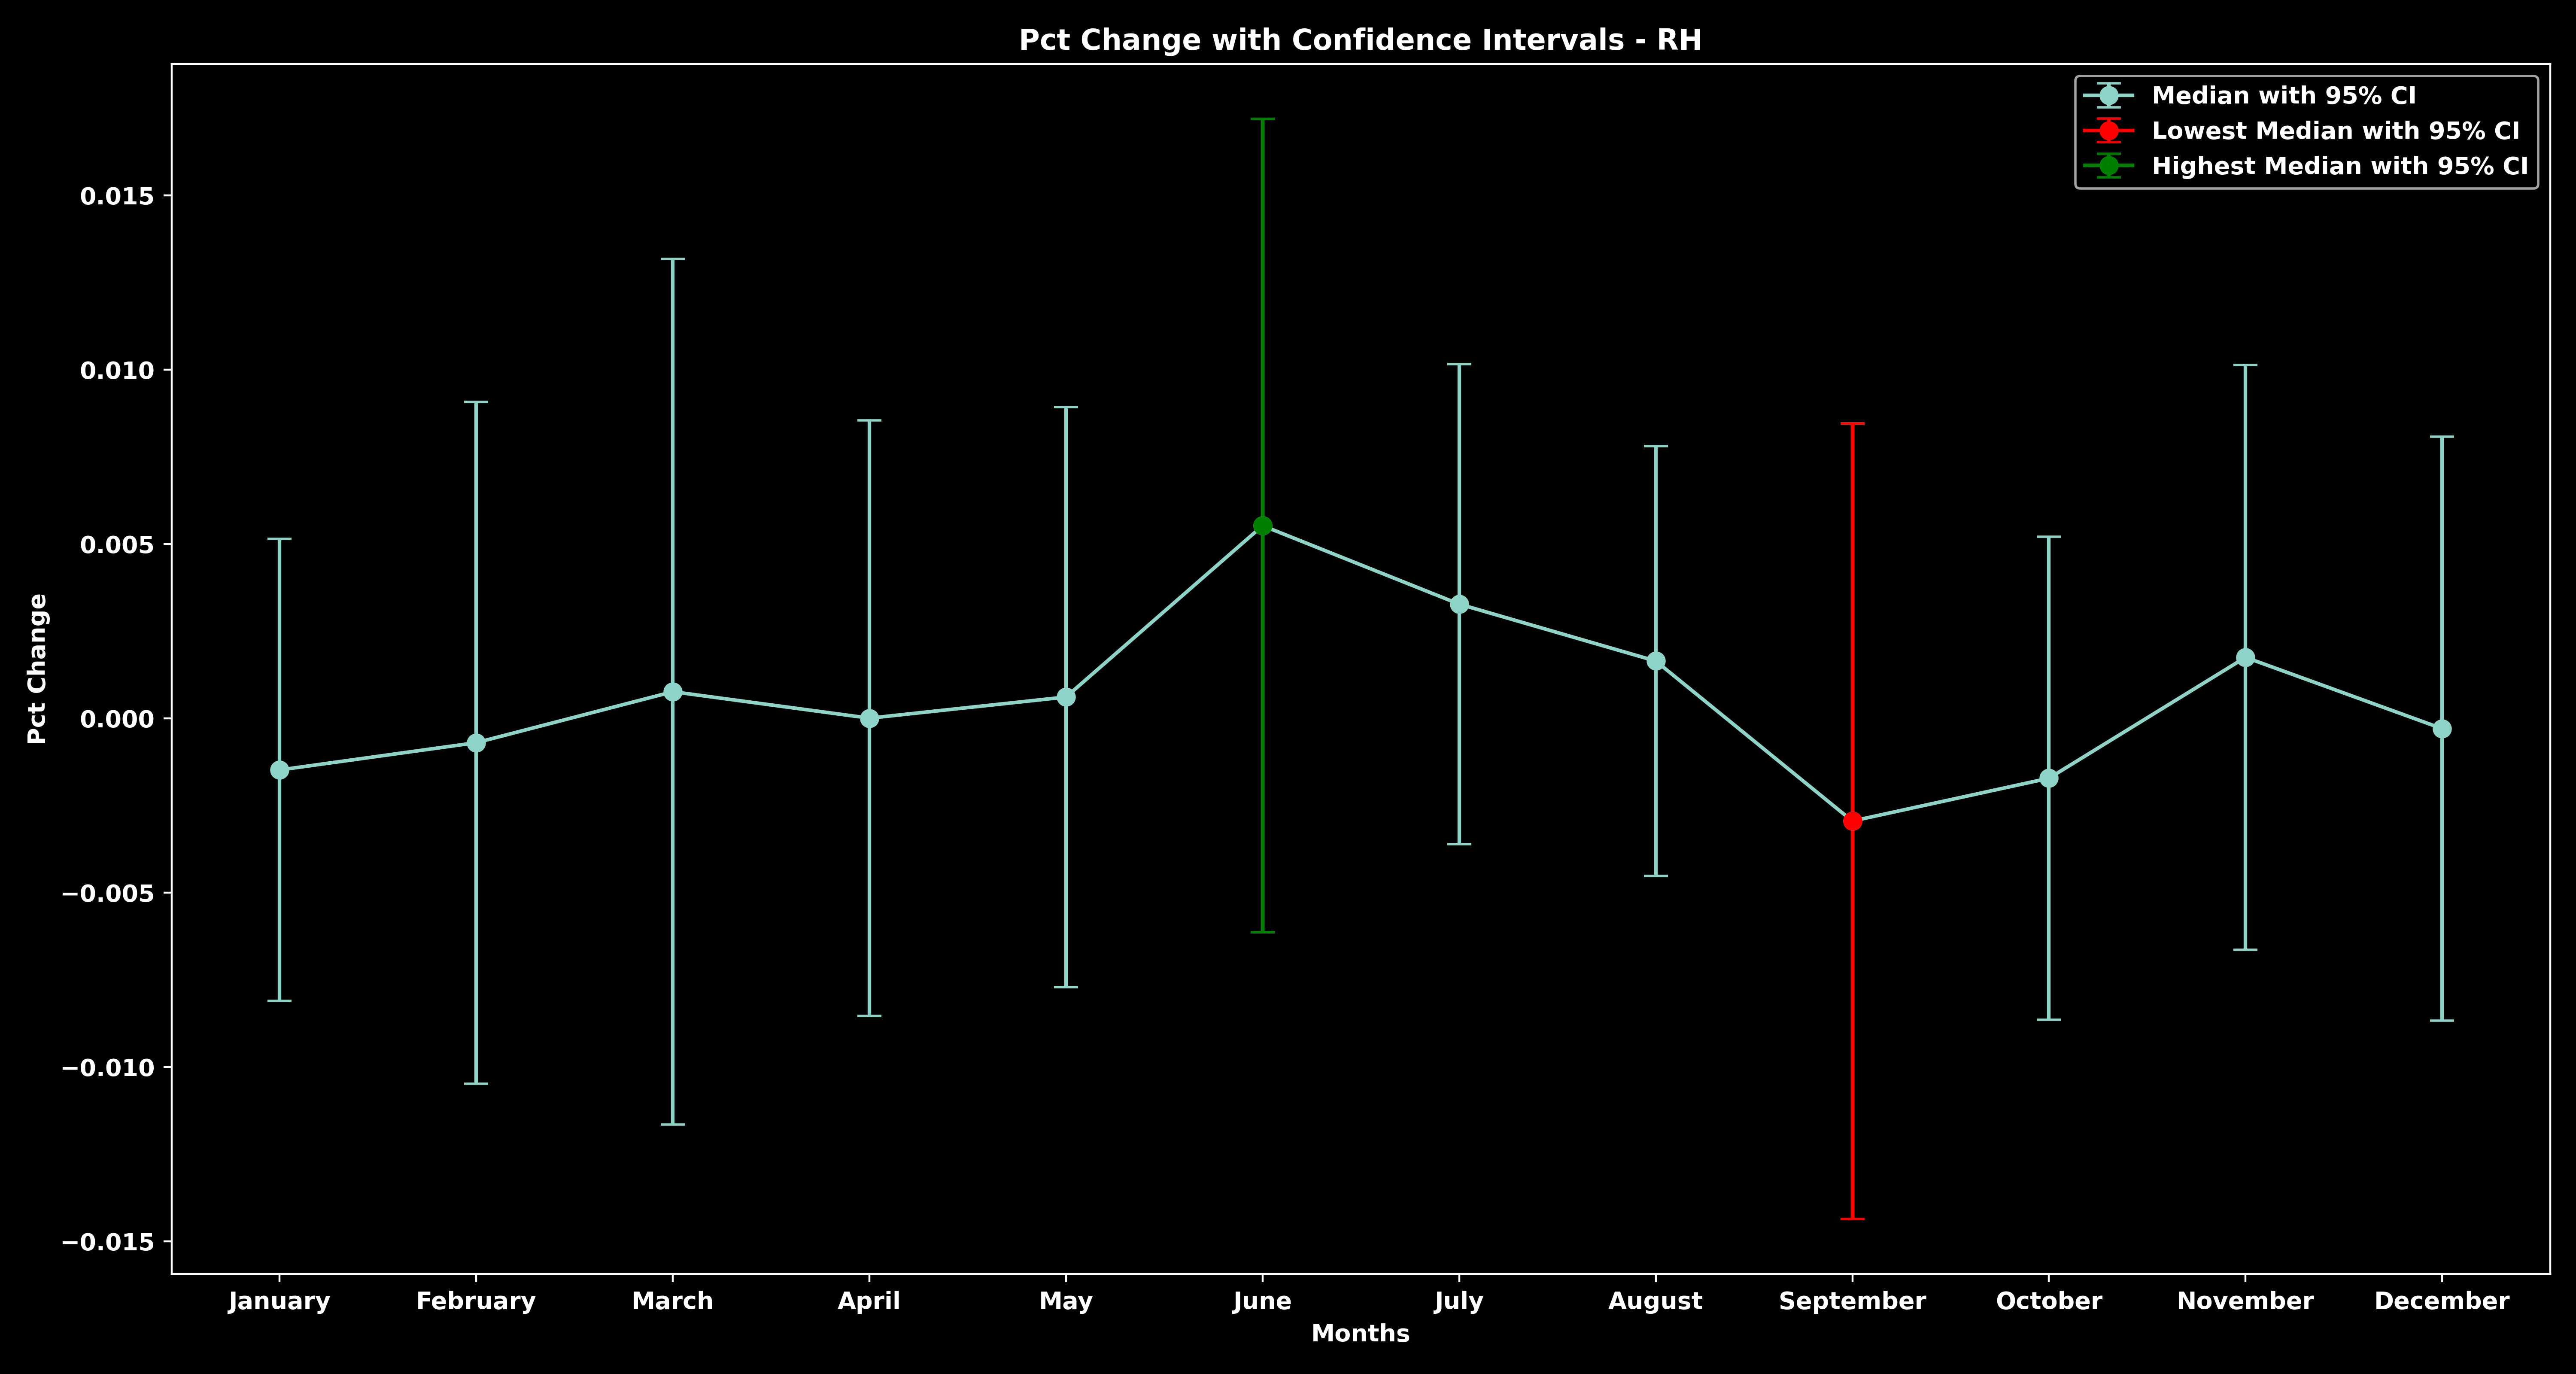 Pct Change with Confidence Intervals - RH
Median with 95% CI
Lowest Median with 95% CI
Highest Median with 95% CI
0.015
0.010
0.005
0.000
−0.005
−0.010
−0.015
Pct Change
January February March April May June July August September October November December
Months